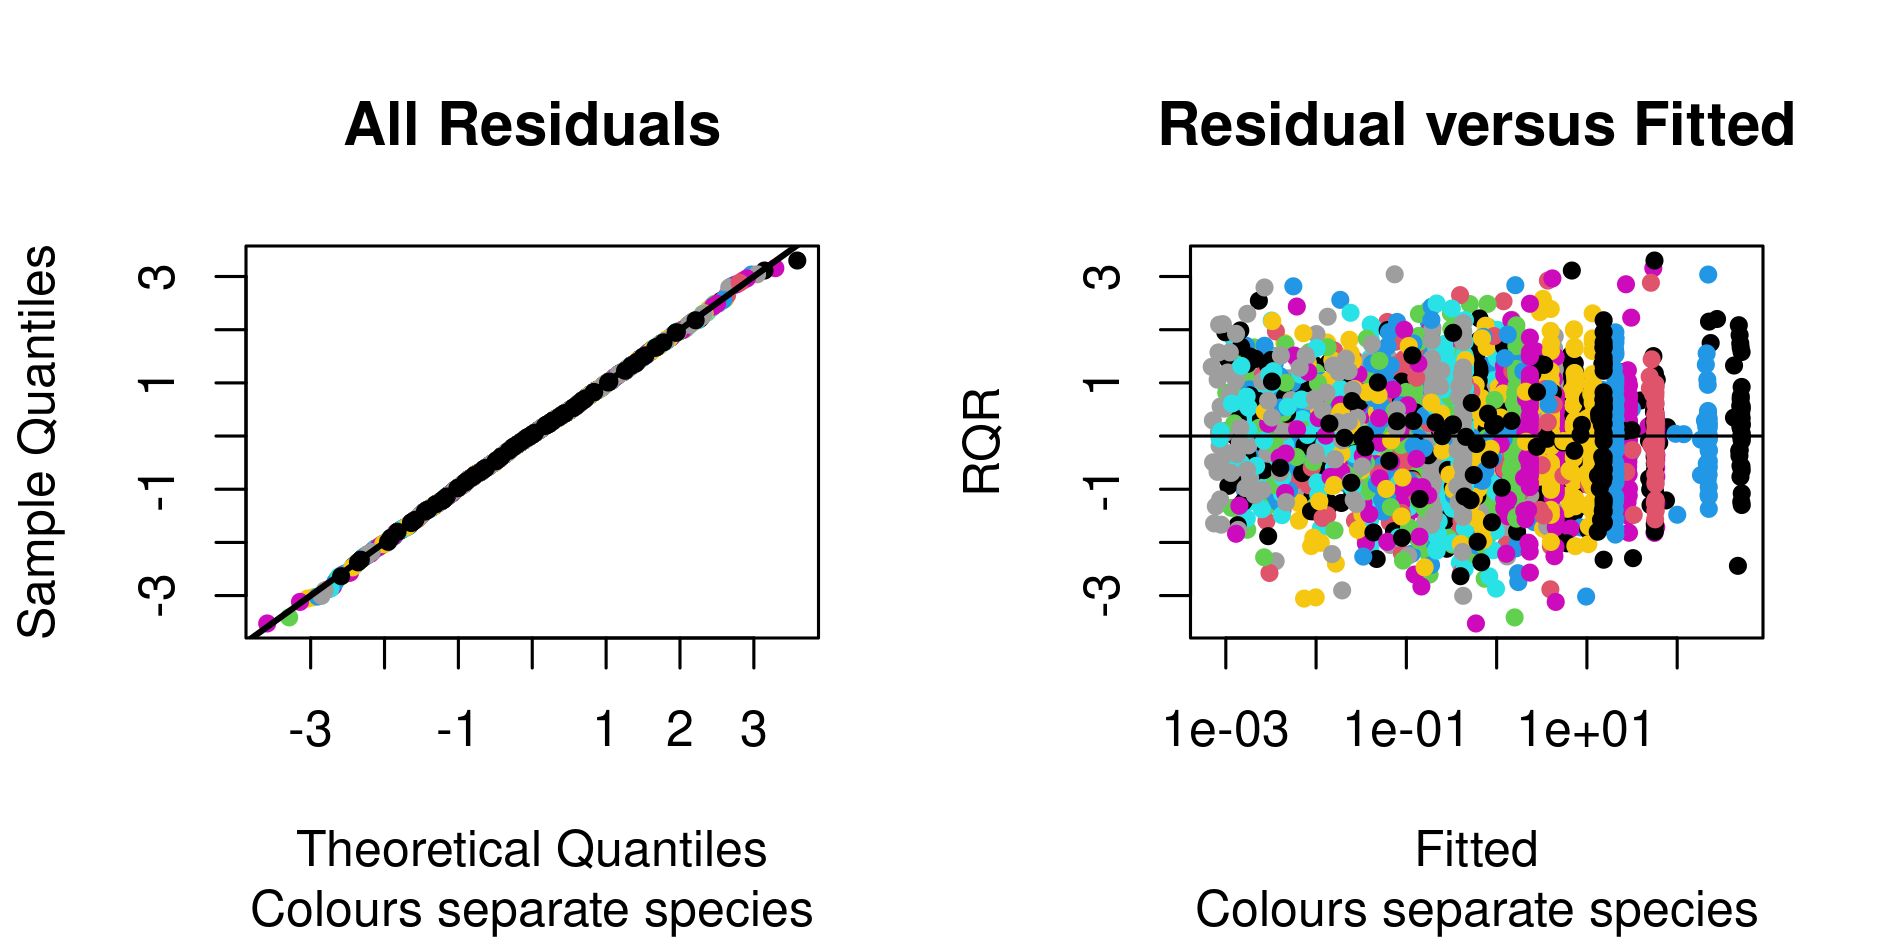 All Residuals
Sample Quantiles
3
1
-1
-3
-3
-1
1
2
3
Theoretical Quantiles
Colours separate species
Residual versus Fitted
RQR
3
1
-1
-3
1e-03
1e-01
1e+01
Fitted
Colours separate species